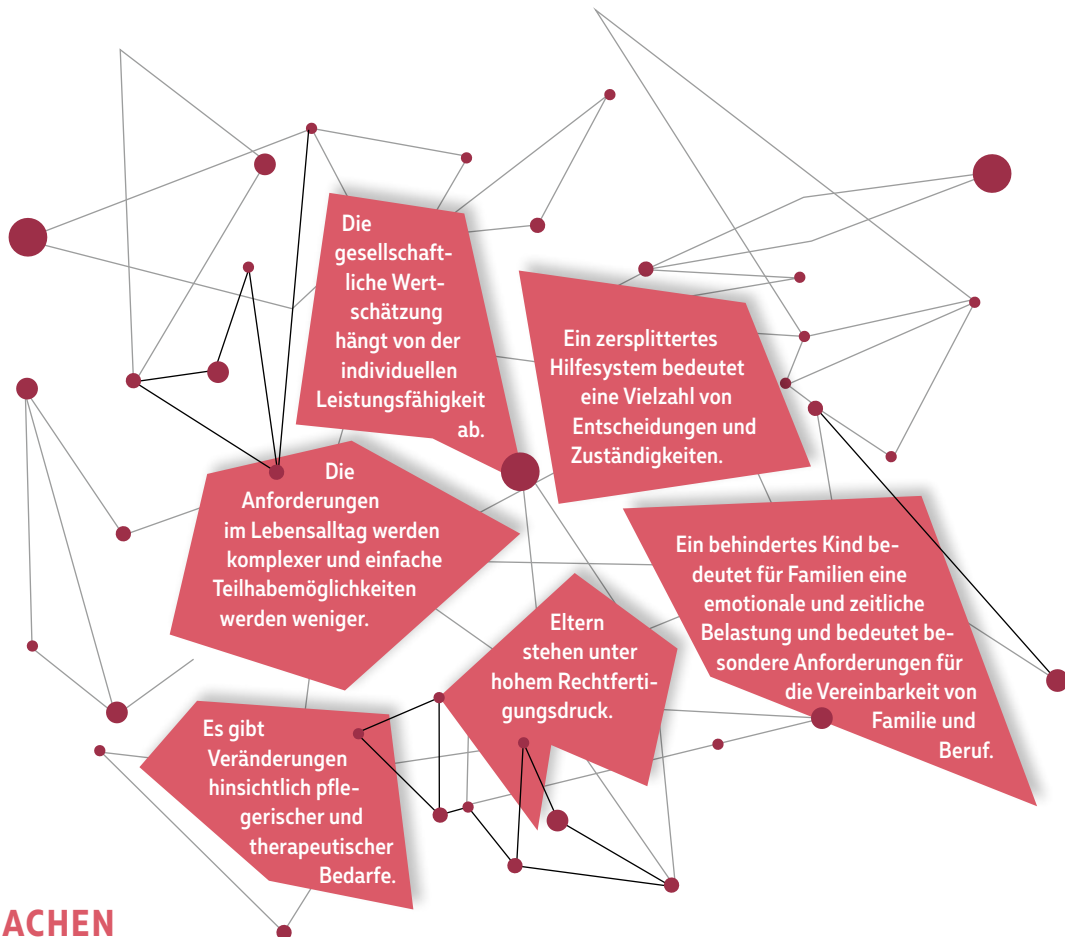 Die
gesellschaft-
liche Wert-
schätzung
hängt von der
individuellen
Leistungsfähigkeit
ab.
Ein zersplittertes
Hilfesystem bedeutet
eine Vielzahl von
Entscheidungen und
Zuständigkeiten.
Die
Anforderungen
im Lebensalltag werden
komplexer und einfache
Teilhabemöglichkeiten
werden weniger.
Ein behindertes Kind be-
deutet für Familien eine
emotionale und zeitliche
Belastung und bedeutet be-
sondere Anforderungen für
die Vereinbarkeit von
Familie und
Beruf.
Eltern
stehen unter
hohem Rechtferti-
gungsdruck.
Es gibt
Veränderungen
hinsichtlich pfle-
gerischer und
therapeutischer
Bedarfe.
ACHEN